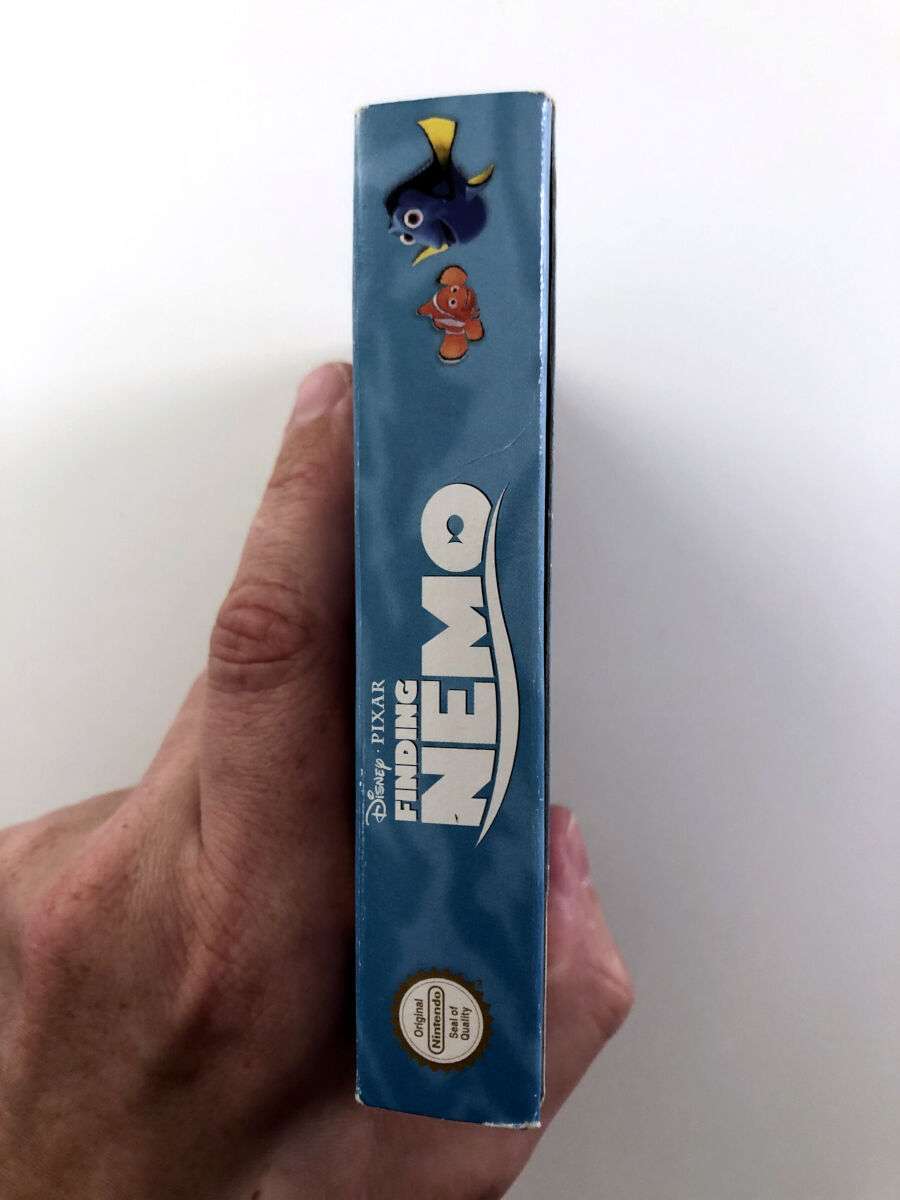 Disney · PIXAR
FINDING
NEMO
Original
Nintendo
Seal of
Quality